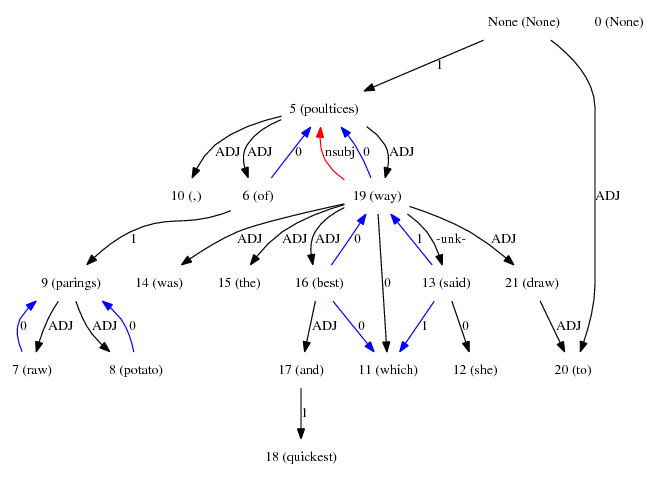 None (None) 0 (None)
1
5 (poultices)
ADJ ADJ 0 nsubj 0 ADJ
10 (,) 6 (of) 19 (way) ADJ
1 ADJ ADJ ADJ 0 1 -unk- ADJ
9 (parings) 14 (was) 15 (the) 16 (best) 0 13 (said) 21 (draw)
0 ADJ ADJ 0 ADJ 0 1 0 ADJ
7 (raw) 8 (potato) 17 (and) 11 (which) 12 (she) 20 (to)
1
18 (quickest)